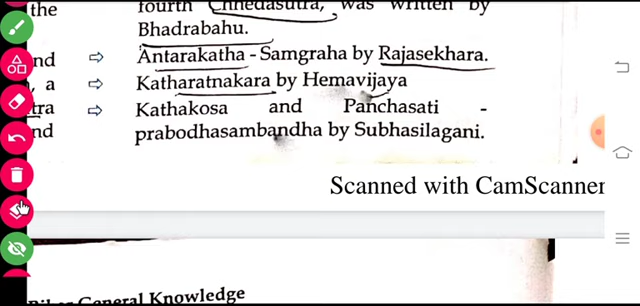 the
fourth Chhedasutra, was written by
Bhadrabahu.
nd ⇨ Antarakatha - Samgraha by Rajasekhara.
, a ⇨ Katharatnakara by Hemavijaya
tra ⇨ Kathakosa and Panchasati -
nd prabodhasambandha by Subhasilagani.
Scanned with CamScanner
General Knowledge